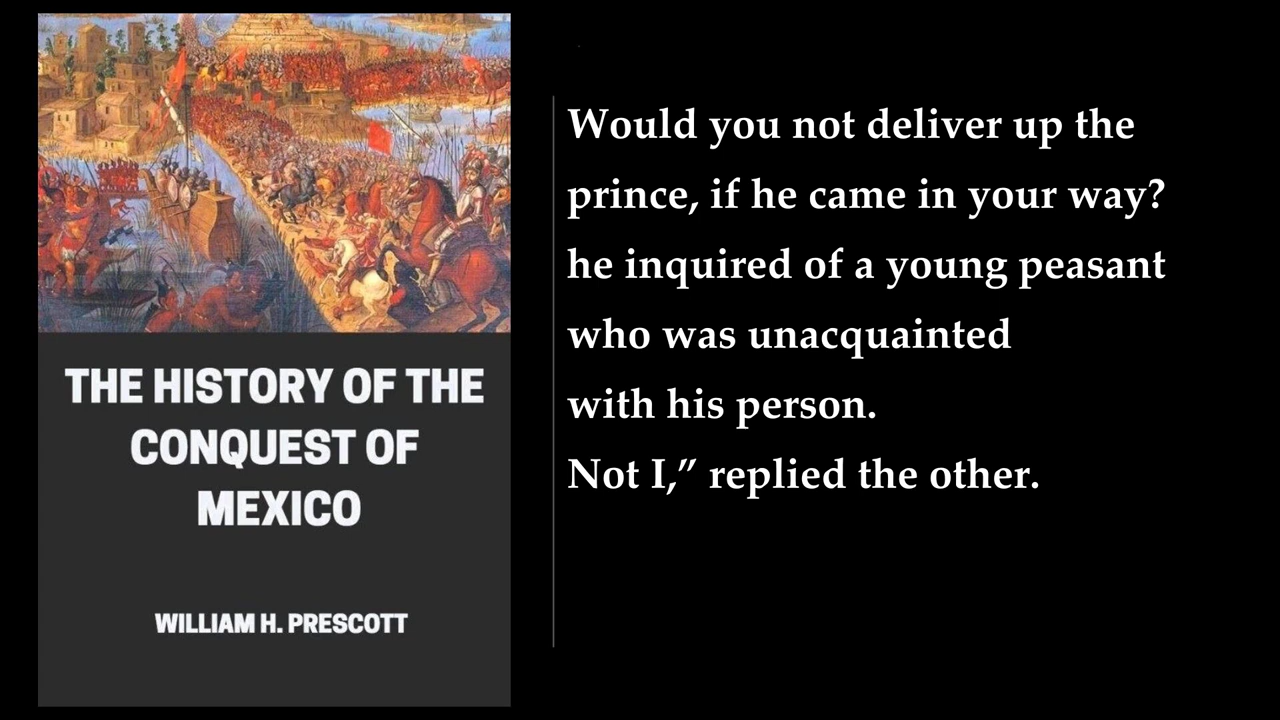 THE HISTORY OF THE
CONQUEST OF
MEXICO
WILLIAM H. PRESCOTT
Would you not deliver up the
prince, if he came in your way?
he inquired of a young peasant
who was unacquainted
with his person.
Not I,” replied the other.